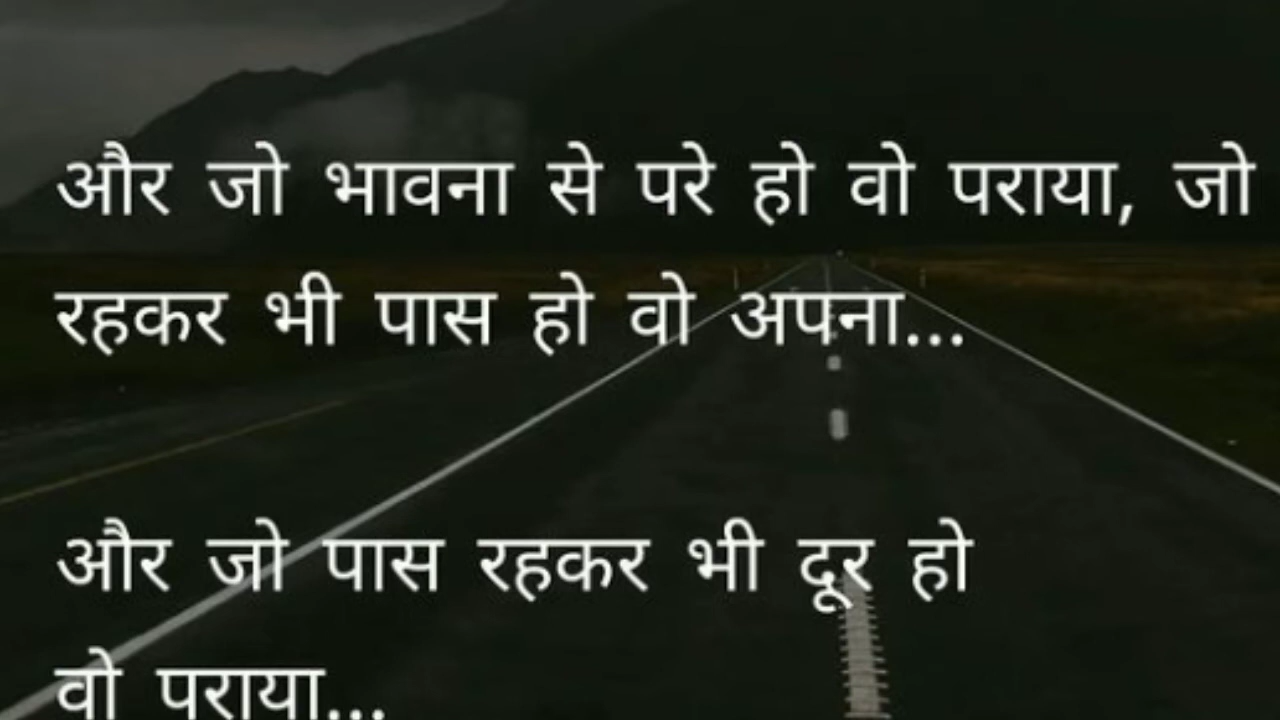 और जो भावना से परे हो वो पराया, जो
रहकर भी पास हो वो अपना...
और जो पास रहकर भी दूर हो
वो पराया...